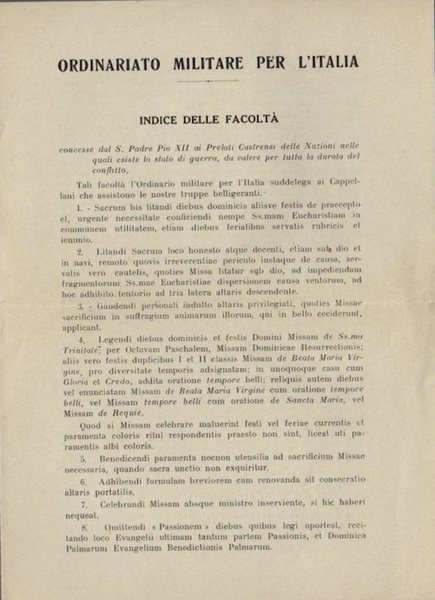 ORDINARIATO MILITARE PER L'ITALIA
INDICE DELLE FACOLTÀ
concesse dal S. Padre Pio XII ai Prelati Castrensi delle Nazioni nelle
quali esiste lo stato di guerra, da valere per tutta la durata del
conflitto.
Tali facoltà l'Ordinario militare per l'Italia suddelega ai Cappel-
lani che assistono le nostre truppe belligeranti.
1. - Sacrum bis litandi diebus dominicis aliisve festis de praecepto
et, urgente necessitate conficiendi nempe Ss.mam Eucharistiam in
communem utilitatem, etiam diebus ferialibus servatis rubricis et
ieiunio.
2. Litandi Sacrum loco honesto atque decenti, etiam sub dio et
in navi, remoto quovis irreverentiae periculo instaque de causa, ser-
vatis vero cautelis, quoties Missa litatur sub dio, ad impediendam
fragmentorum Ss.mae Eucharistiae dispersionem causa ventorum, ad
hoc adhibito tentorio ad tria latera altaris descendente.
3. - Gaudendi personali indulto altaris privilegiati, quoties Missae
sacrificium in suffragium animarum illorum, qui in bello ceciderunt,
applicant.
4. Legendi diebus dominicis et festis Domini Missam de Ss.ma
Trinitate, per Octavam Paschalem, Missam Dominicae Resurrectionis;
aliis vero festis duplicibus I et II classis Missam de Beata Maria Vir-
gine, pro diversitate temporis adsignatam; in unoquoque casu cum
Gloria et Credo, addita oratione tempore belli; reliquis autem diebus
vel enunciatam Missam de Beata Maria Virgine cum oratione tempore
belli, vel Missam tempore belli cum oratione de Sancta Maria, vel
Missam de Requie.
Quod si Missam celebrare maluerint festi vel feriae currentis et
paramenta coloris ritui respondentis praesto non sint, liceat uti pa-
ramentis albi coloris.
5. Benedicendi paramenta necnon utensilia ad sacrificium Missae
necessaria, quando sacra unctio non exquiritur.
6. Adhibendi formulam breviorem cum renovanda sit consecratio
altaris portatilis.
7. Celebrandi Missam absque ministro inserviente, si hic haberi
nequeat.
8. Omittendi « Passionem » diebus quibus legi oporteat, reci-
tando loco Evangelii ultimam tantum partem Passionis, et Dominica
Palmarum Evangelium Benedictionis Palmarum.